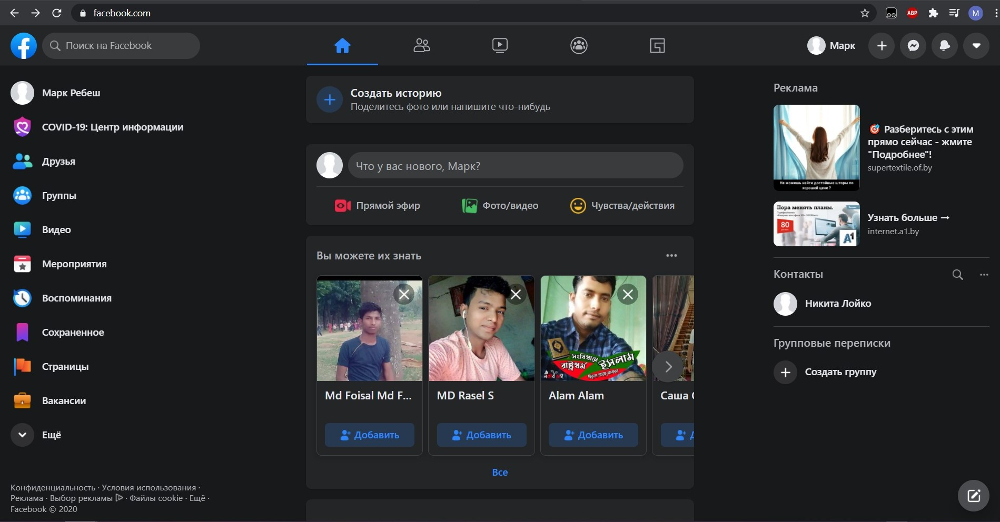 facebook.com
ABP
M
Поиск на Facebook
Марк
Марк Ребеш
COVID-19: Центр информации
Друзья
Группы
Видео
Мероприятия
Воспоминания
Сохраненное
Страницы
Вакансии
Ещё
Конфиденциальность · Условия использования ·
Реклама · Выбор рекламы · Файлы cookie · Ещё ·
Facebook © 2020
Создать историю
Поделитесь фото или напишите что-нибудь
Что у вас нового, Марк?
Прямой эфир
Фото/видео
Чувства/действия
Вы можете их знать
সংবিধানে
রাষ্ট্রধর্ম ইসলাম
Md Foisal Md F...
MD Rasel S
Alam Alam
Саша
Добавить
Добавить
Добавить
Все
Реклама
Не можешь найти достойные шторы по
хорошей цене ?
🎯 Разберитесь с этим
прямо сейчас - жмите
"Подробнее"!
supertextile.of.by
Пора менять планы.
80
A1
Узнать больше →
internet.a1.by
Контакты
Никита Лойко
Групповые переписки
Создать группу